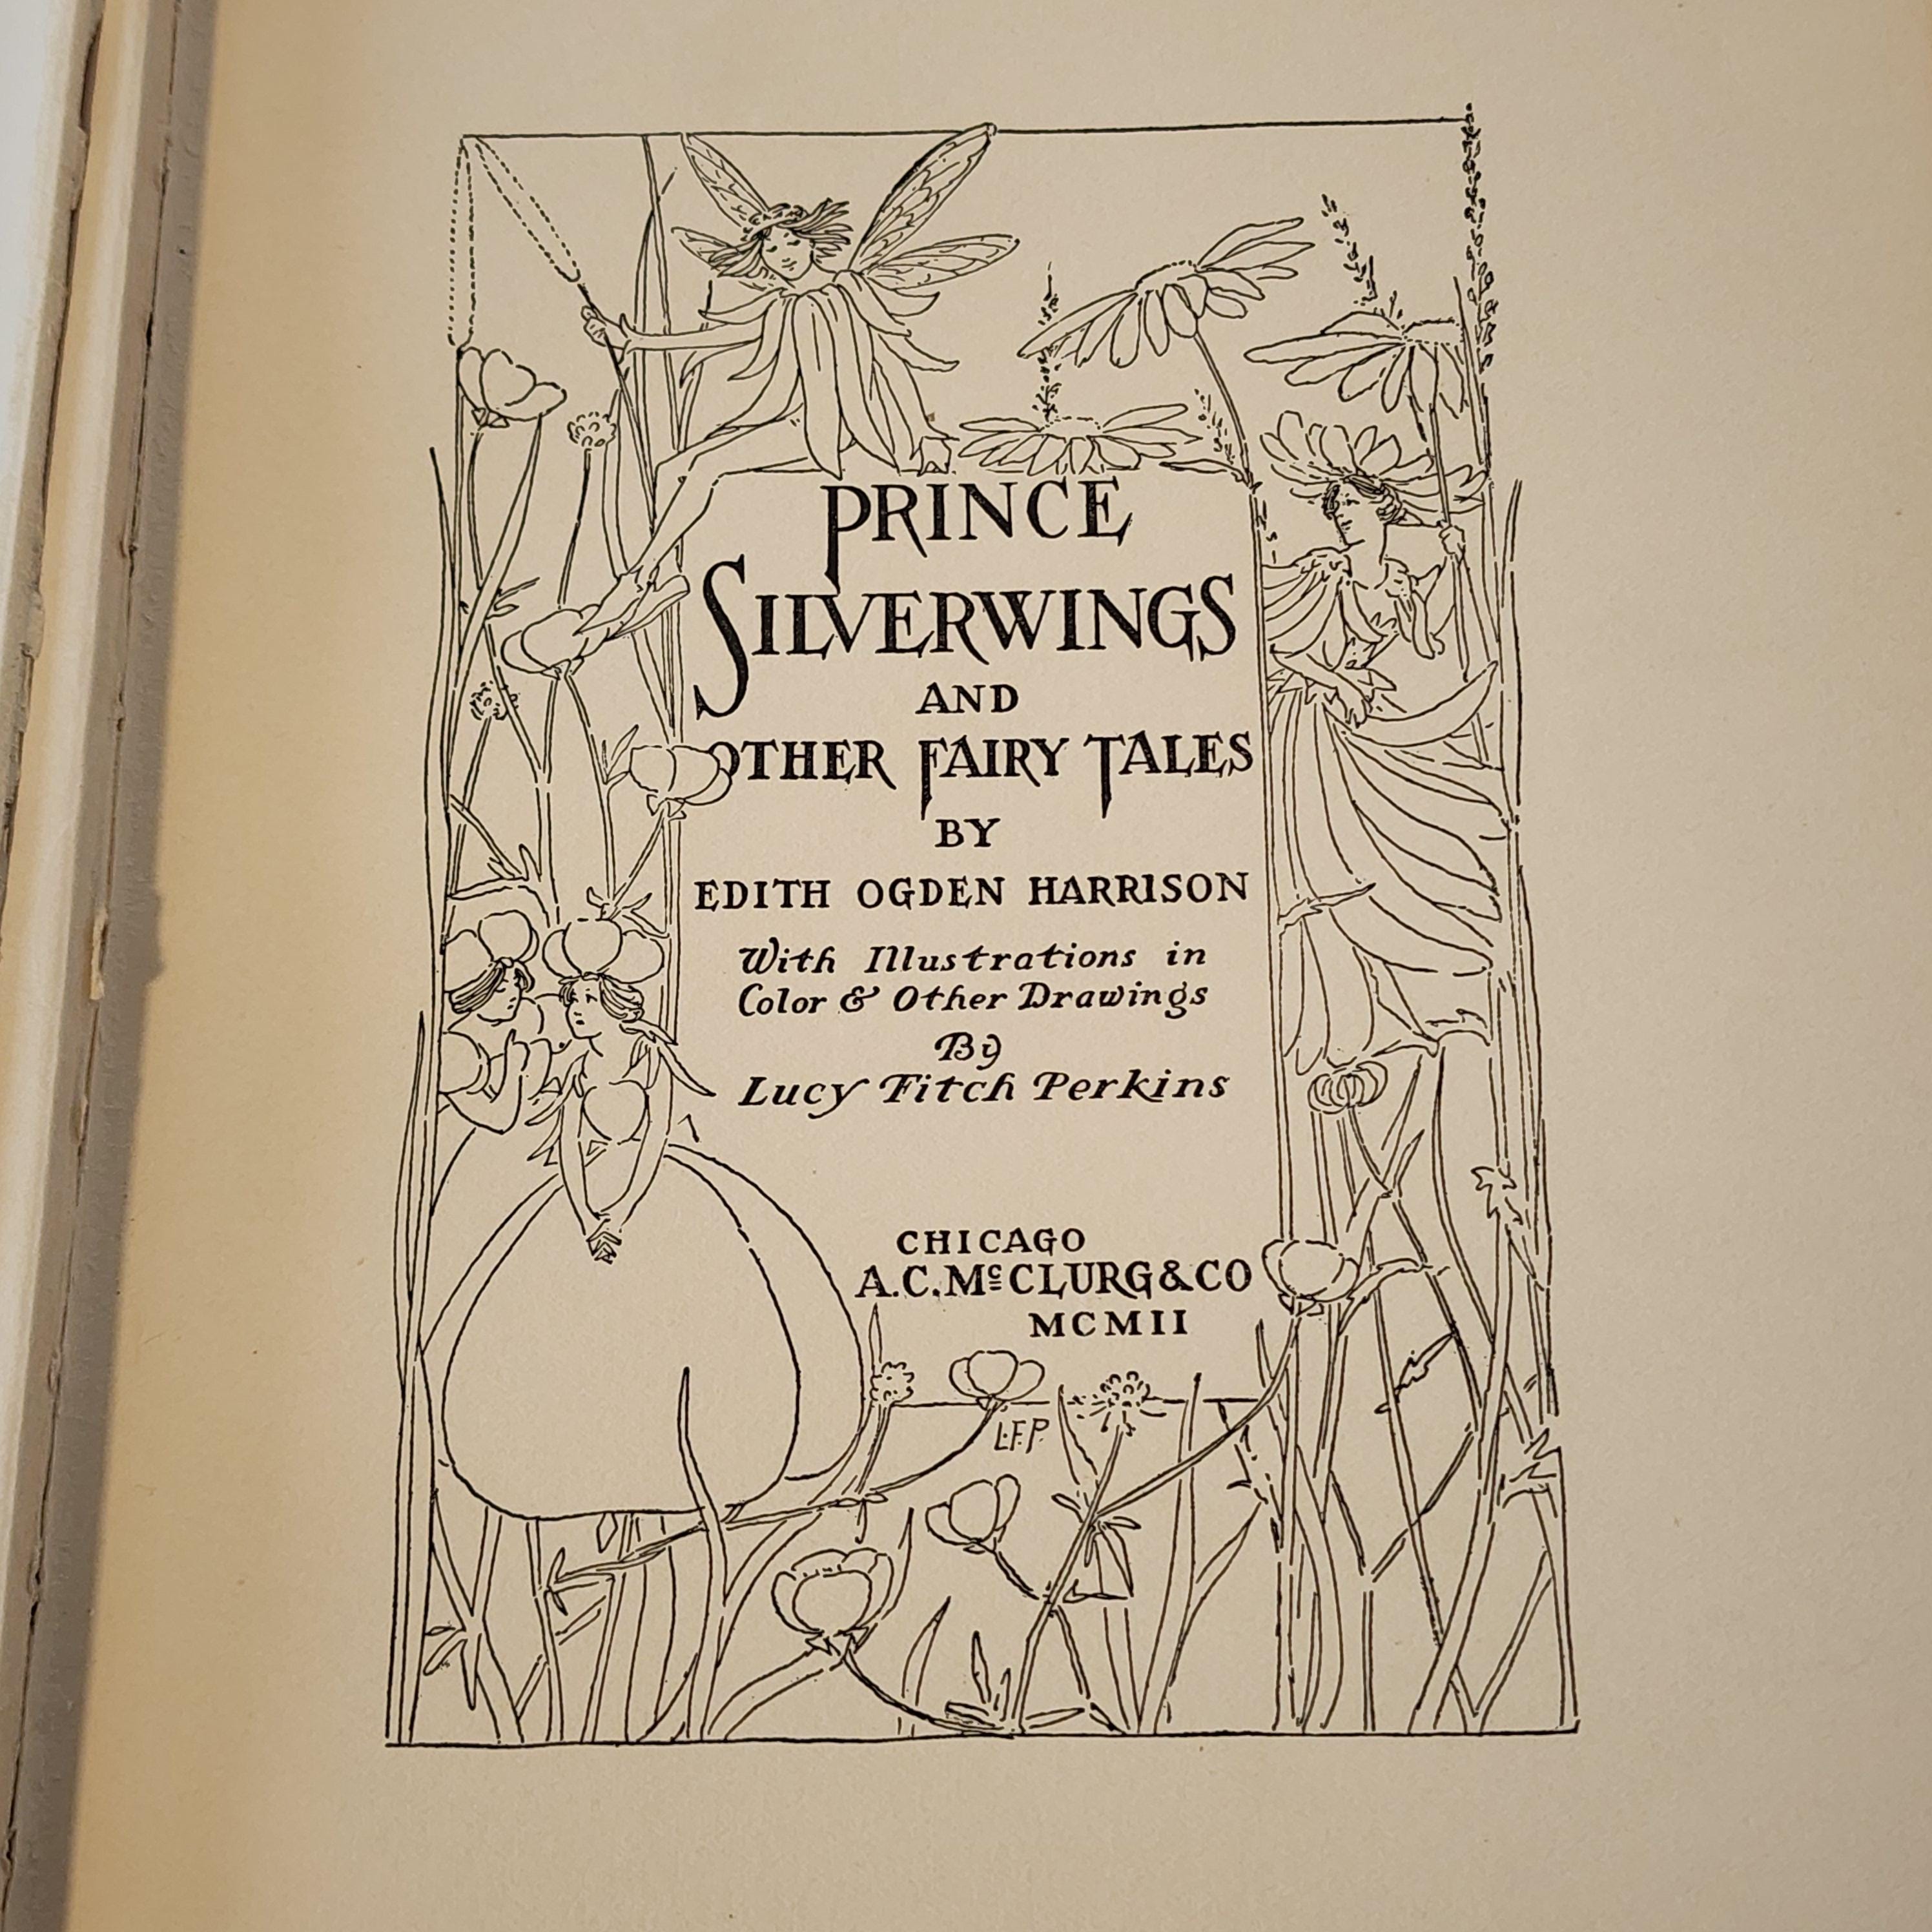 PRINCE
SILVERWINGS
AND
OTHER FAIRY TALES
BY
EDITH OGDEN HARRISON
With Illustrations in
Color & Other Drawings
By
Lucy Fitch Perkins
CHICAGO
A.C.McCLURG&CO
MCMII
L.F.P.